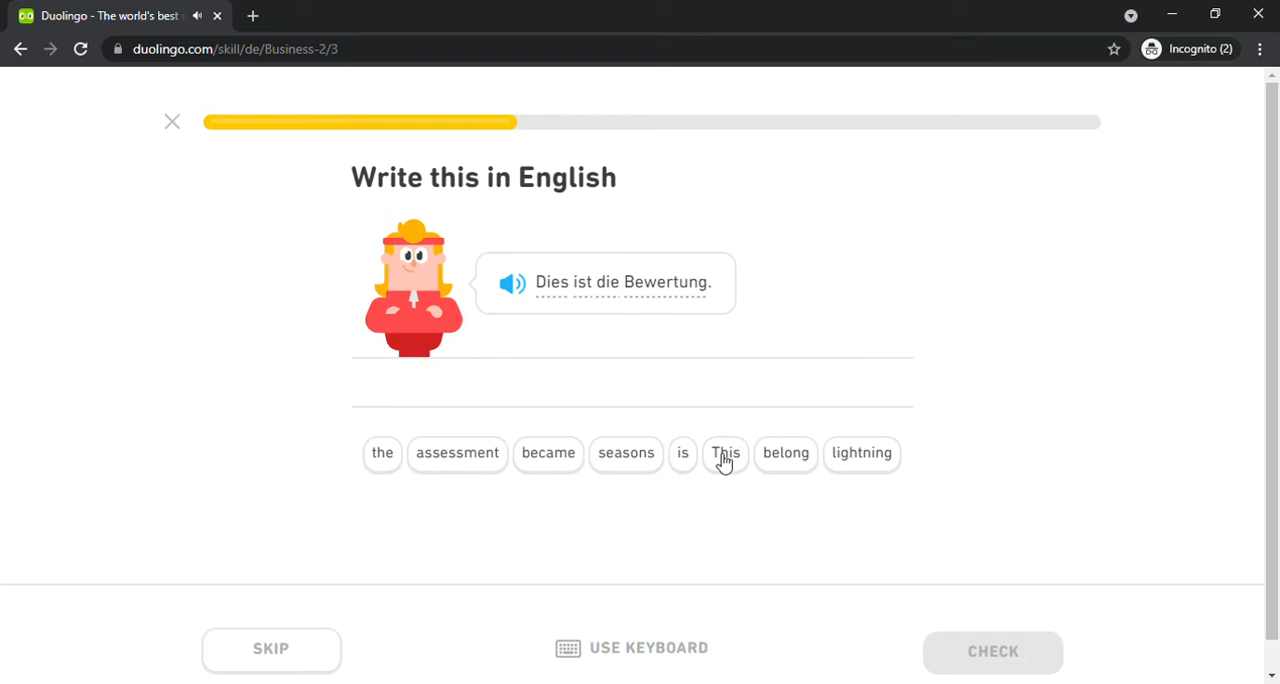 Duolingo - The world's best
duolingo.com/skill/de/Business-2/3
Incognito (2)
Write this in English
Dies ist die Bewertung.
the assessment became seasons is This belong lightning
SKIP
USE KEYBOARD
CHECK